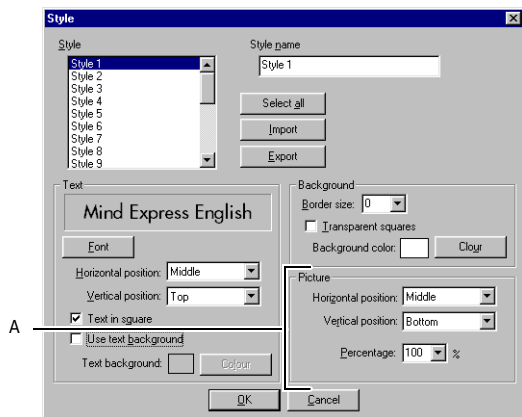 Style
Style
Style 1
Style 2
Style 3
Style 4
Style 5
Style 6
Style 7
Style 8
Style 9
Style name
Style 1
Select all
Import
Export
Text
Mind Express English
Font
Horizontal position: Middle
Vertical position: Top
Text in square
Use text background
Text background: Colour
Background
Border size: 0
Transparent squares
Background color: Cloyr
Picture
Horizontal position: Middle
Vertical position: Bottom
Percentage: 100 %
A
OK Cancel